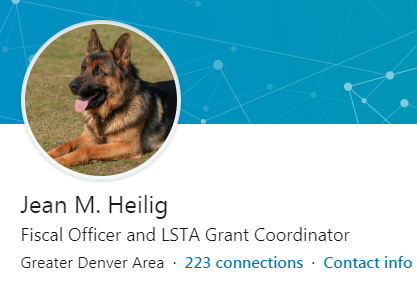 Jean M. Heilig
Fiscal Officer and LSTA Grant Coordinator
Greater Denver Area · 223 connections · Contact info